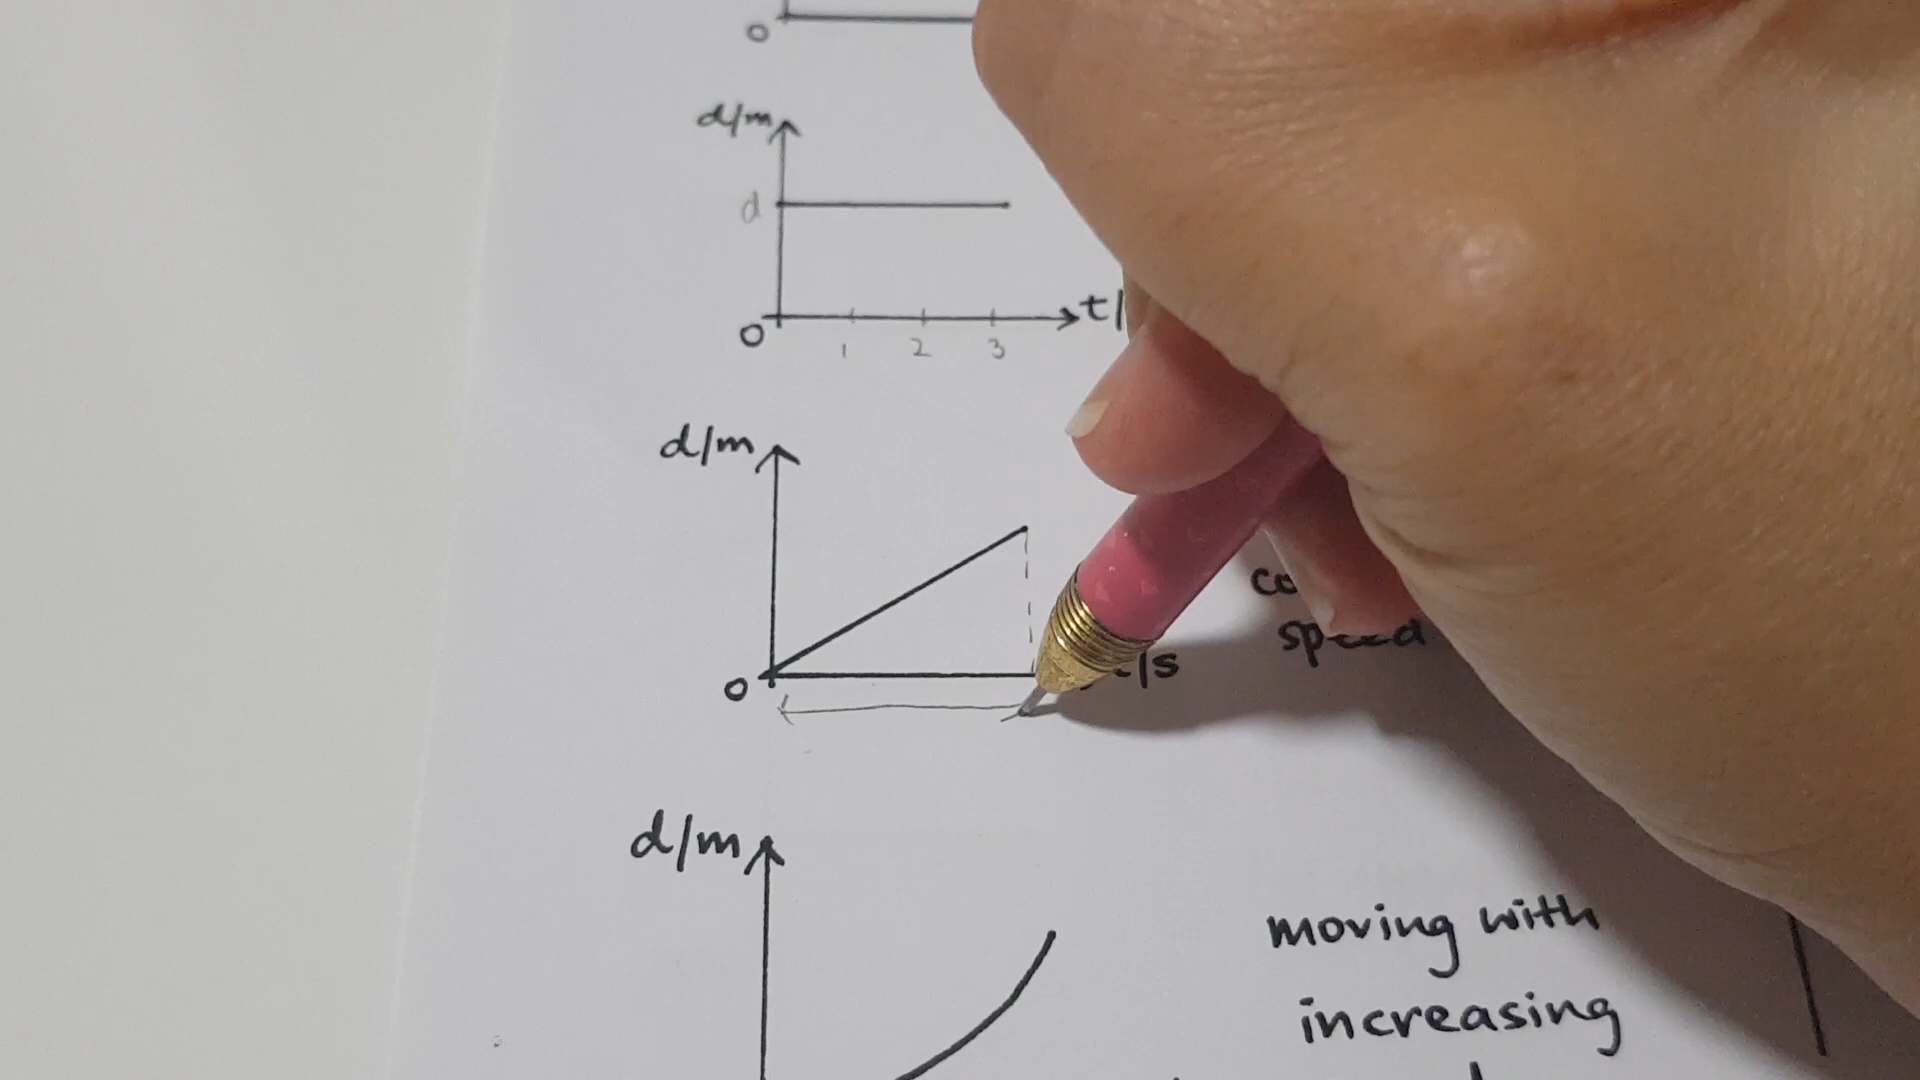 0
d/m
d
0
t/
1 2 3
d/m
co
speed
/s
0
d/m
moving with
increasing